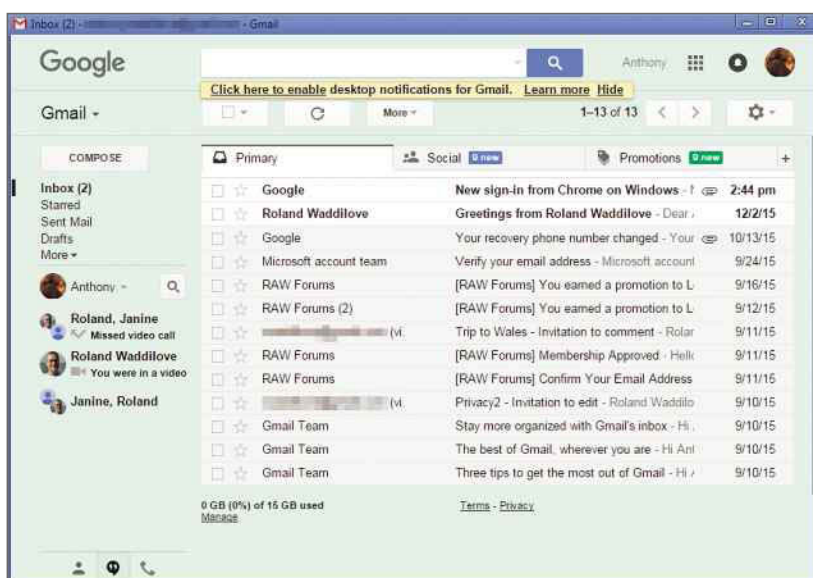 Inbox (2) - - Gmail
Google
Anthony
Click here to enable desktop notifications for Gmail. Learn more Hide
Gmail
More
1–13 of 13
COMPOSE
Inbox (2)
Starred
Sent Mail
Drafts
More
Anthony
Roland, Janine
Missed video call
Roland Waddilove
You were in a video
Janine, Roland
Primary
Social 9 new
Promotions 9 new
+
Google New sign-in from Chrome on Windows - 2:44 pm
Roland Waddilove Greetings from Roland Waddilove - Dear 12/2/15
Google Your recovery phone number changed - Your 10/13/15
Microsoft account team Verify your email address - Microsoft account 9/24/15
RAW Forums [RAW Forums] You earned a promotion to L 9/16/15
RAW Forums (2) [RAW Forums] You earned a promotion to L 9/12/15
(vi. Trip to Wales - Invitation to comment - Rolar 9/11/15
RAW Forums [RAW Forums] Membership Approved - Hell 9/11/15
RAW Forums [RAW Forums] Confirm Your Email Address 9/11/15
(vi. Privacy2 - Invitation to edit - Roland Waddilo 9/10/15
Gmail Team Stay more organized with Gmail's inbox - Hi 9/10/15
Gmail Team The best of Gmail, wherever you are - Hi Ant 9/10/15
Gmail Team Three tips to get the most out of Gmail - Hi 9/10/15
0 GB (0%) of 15 GB used
Manage
Terms - Privacy